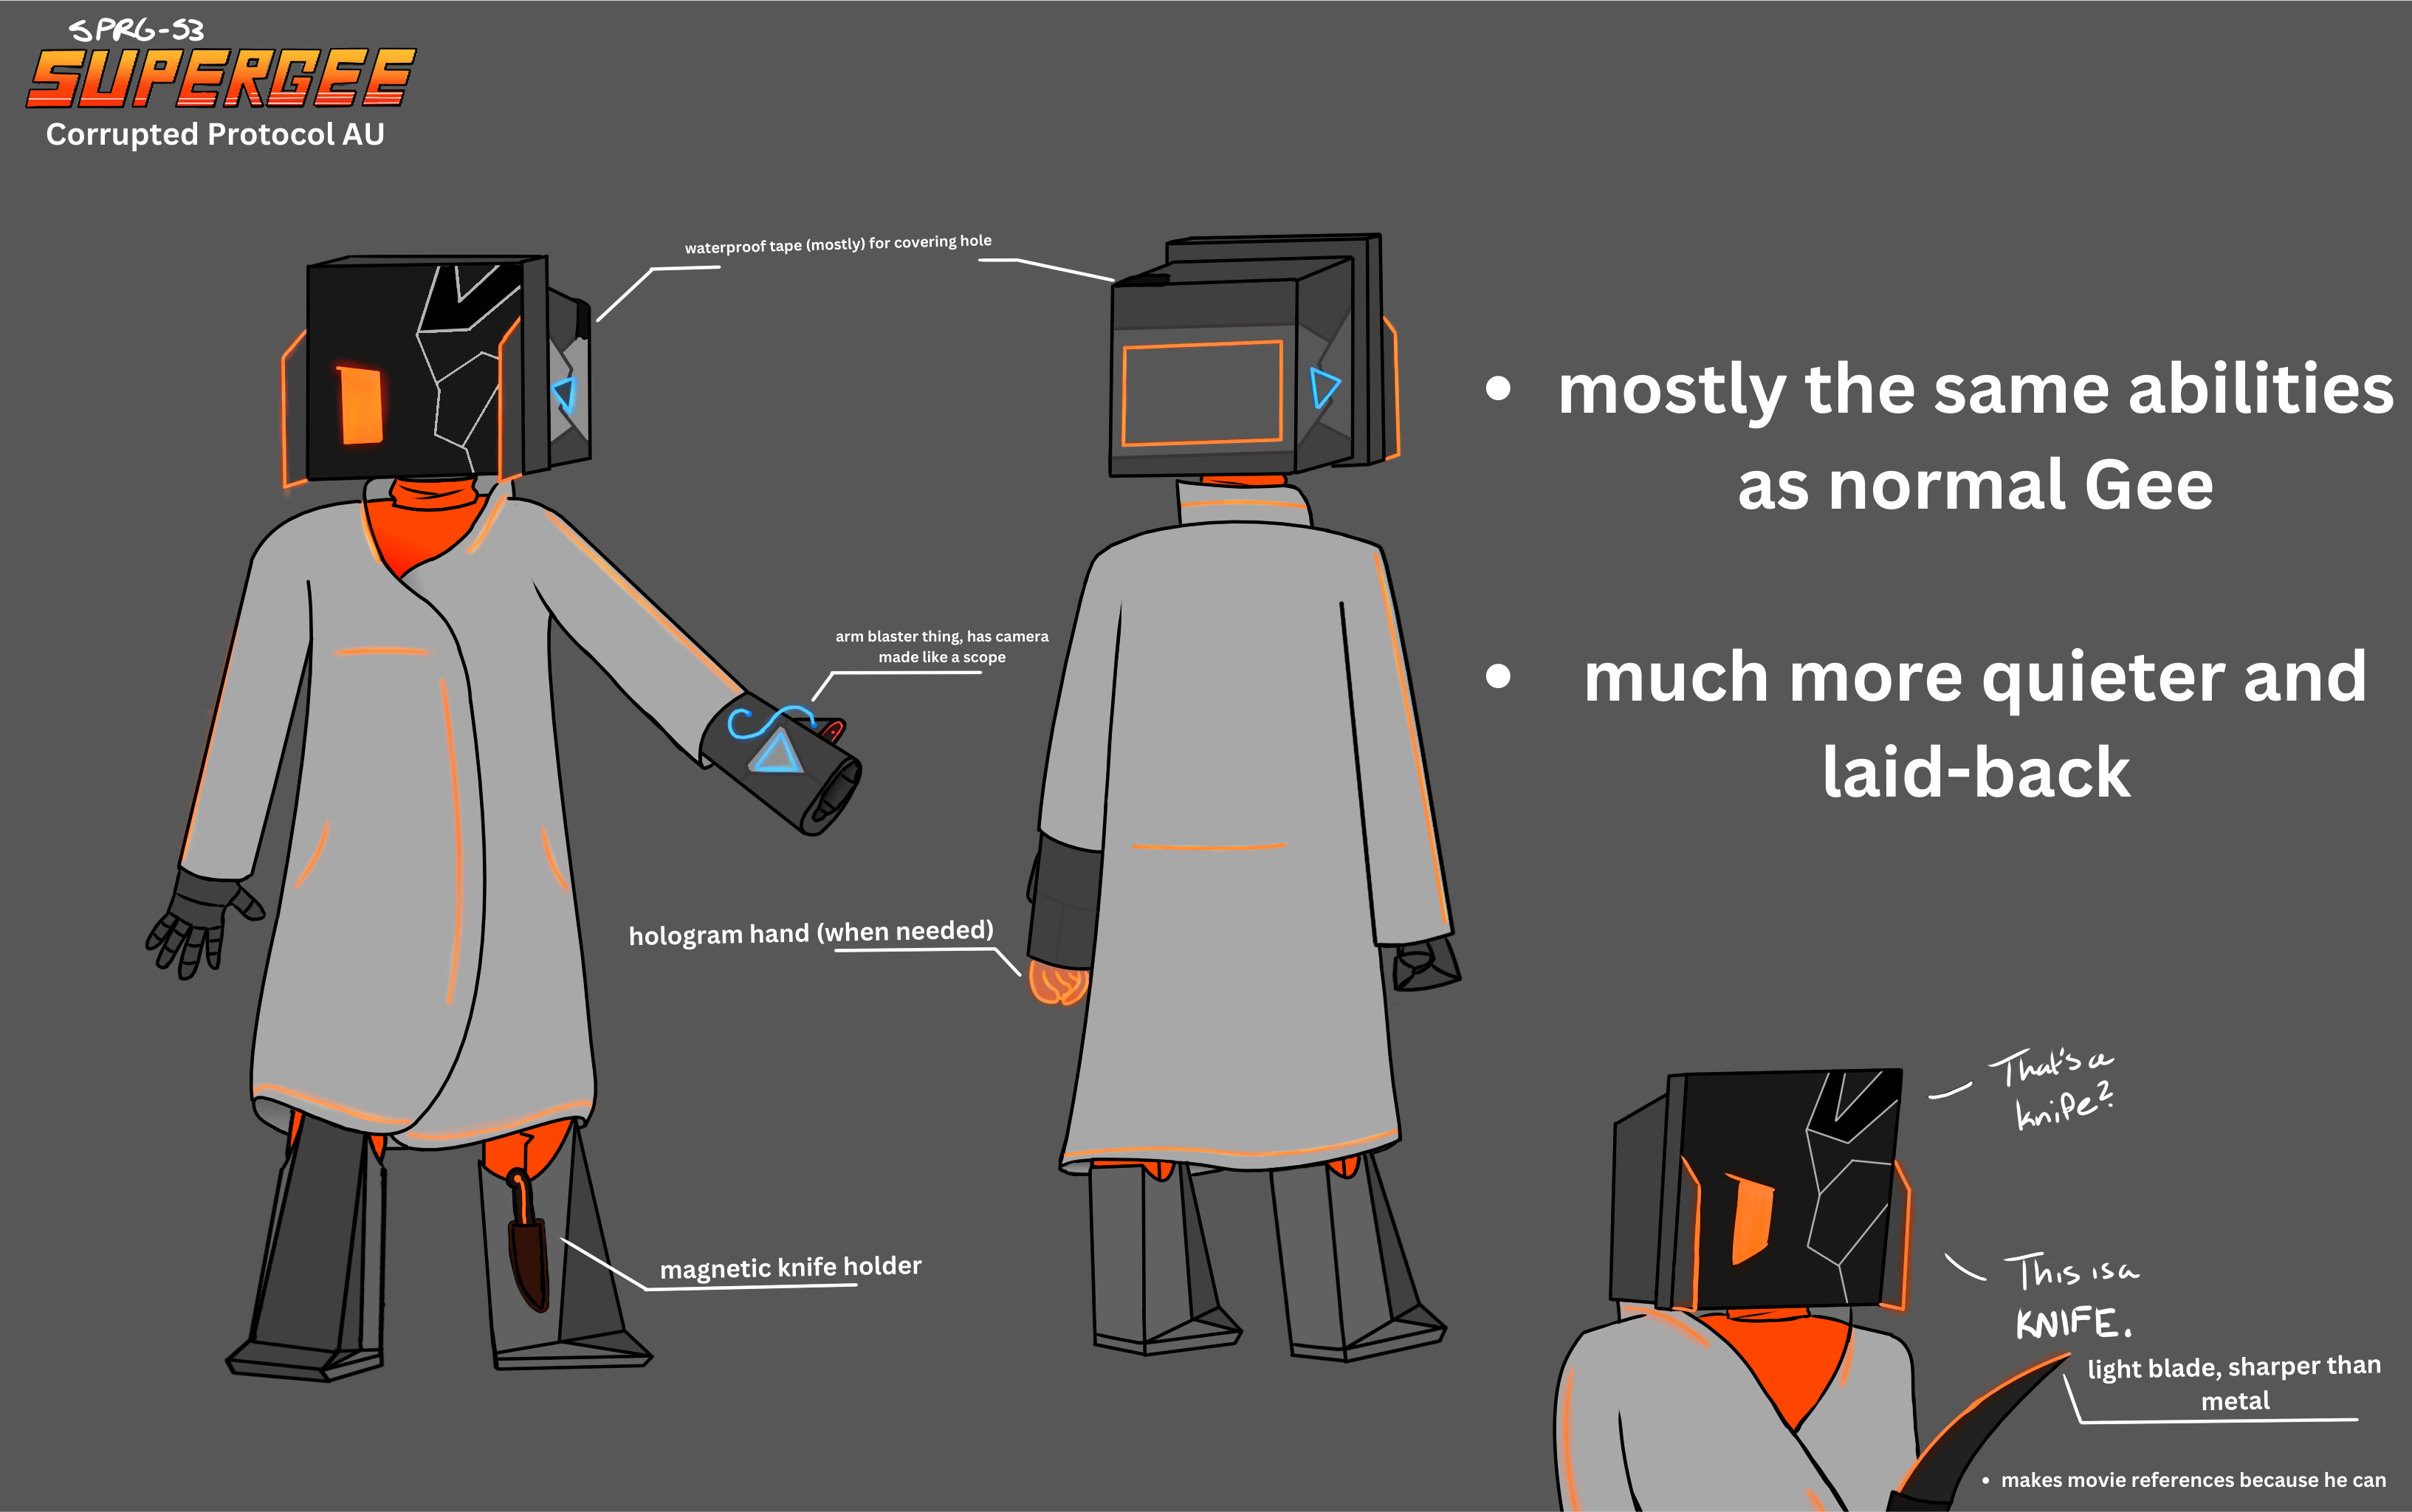 SPRG-S3
SUPERGEE
Corrupted Protocol AU
waterproof tape (mostly) for covering hole
• mostly the same abilities
as normal Gee
• much more quieter and
laid-back
arm blaster thing, has camera
made like a scope
hologram hand (when needed)
magnetic knife holder
That's a
knife?
This is a
KNIFE.
light blade, sharper than
metal
• makes movie references because he can